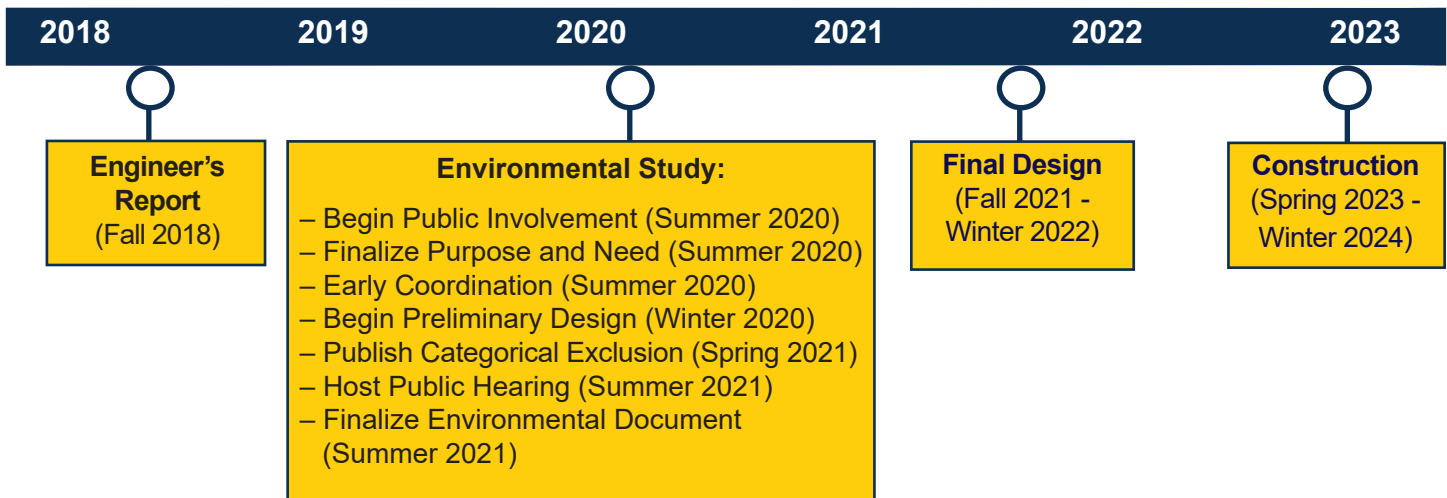 2018 2019 2020 2021 2022 2023
Engineer’s
Report
(Fall 2018)
Environmental Study:
– Begin Public Involvement (Summer 2020)
– Finalize Purpose and Need (Summer 2020)
– Early Coordination (Summer 2020)
– Begin Preliminary Design (Winter 2020)
– Publish Categorical Exclusion (Spring 2021)
– Host Public Hearing (Summer 2021)
– Finalize Environmental Document
(Summer 2021)
Final Design
(Fall 2021 -
Winter 2022)
Construction
(Spring 2023 -
Winter 2024)